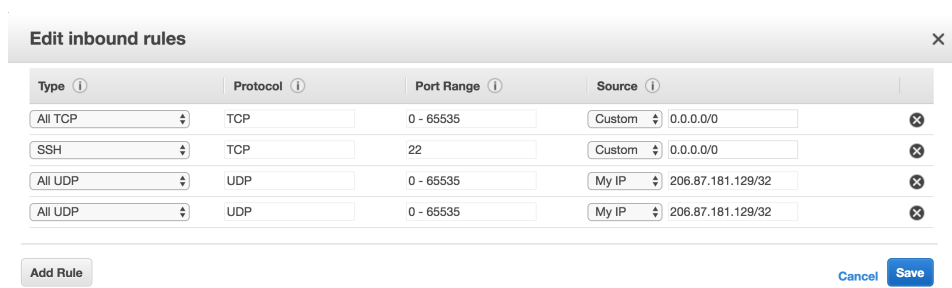 Edit inbound rules
Type Protocol Port Range Source
All TCP TCP 0 - 65535 Custom 0.0.0.0/0
SSH TCP 22 Custom 0.0.0.0/0
All UDP UDP 0 - 65535 My IP 206.87.181.129/32
All UDP UDP 0 - 65535 My IP 206.87.181.129/32
Add Rule Cancel Save